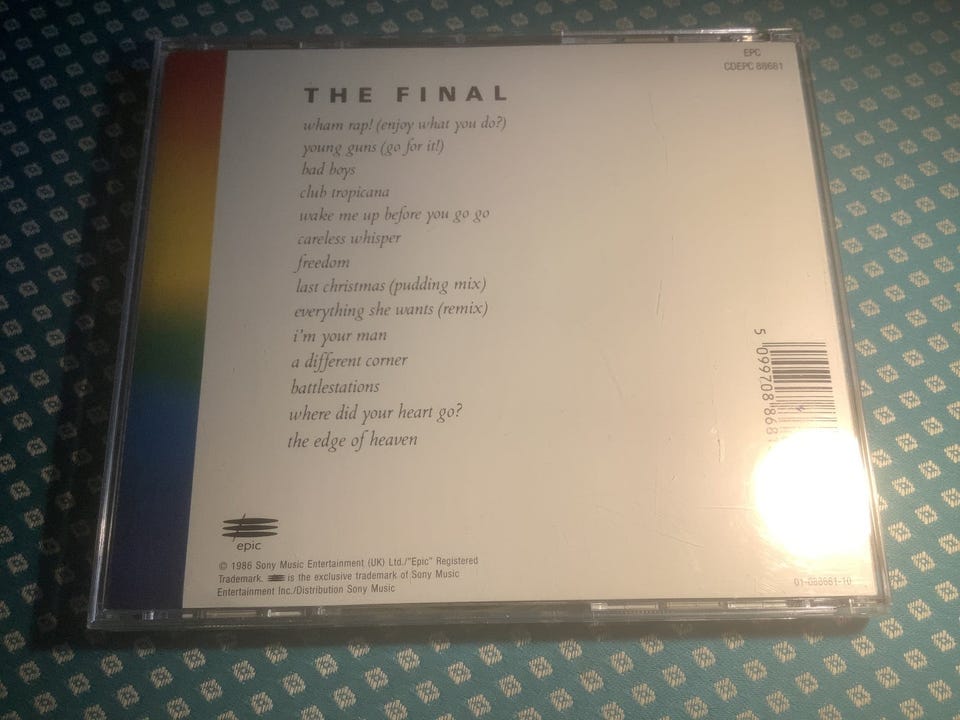 EPC
CDEPC 88681
THE FINAL
wham rap! (enjoy what you do?)
young guns (go for it!)
bad boys
club tropicana
wake me up before you go go
careless whisper
freedom
last christmas (pudding mix)
everything she wants (remix)
i'm your man
a different corner
battlestations
where did your heart go?
the edge of heaven
5 099708 868
epic
© 1986 Sony Music Entertainment (UK) Ltd./"Epic" Registered
Trademark. is the exclusive trademark of Sony Music
Entertainment Inc./Distribution Sony Music
01-088681-10